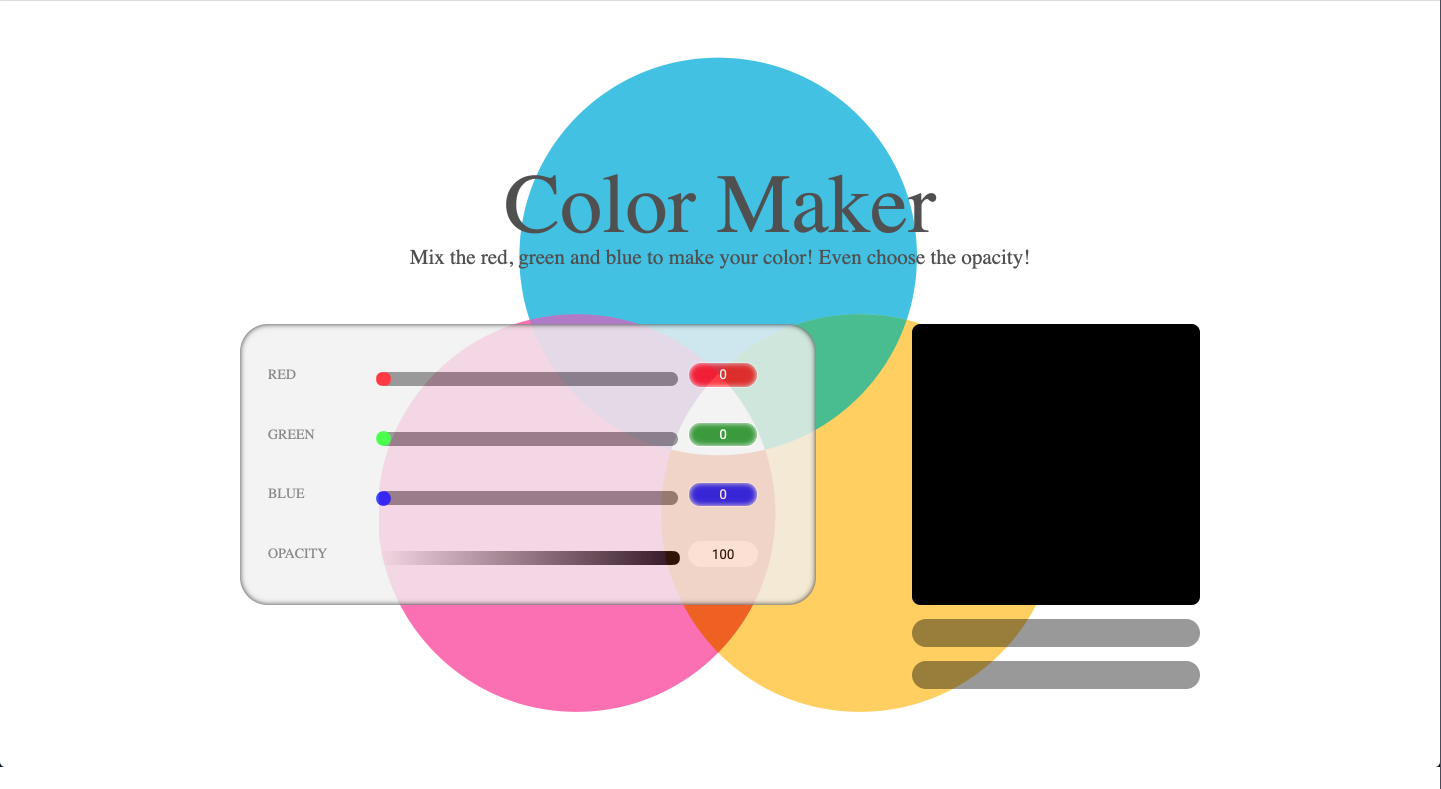 Color Maker
Mix the red, green and blue to make your color! Even choose the opacity!
RED 0
GREEN 0
BLUE 0
OPACITY 100